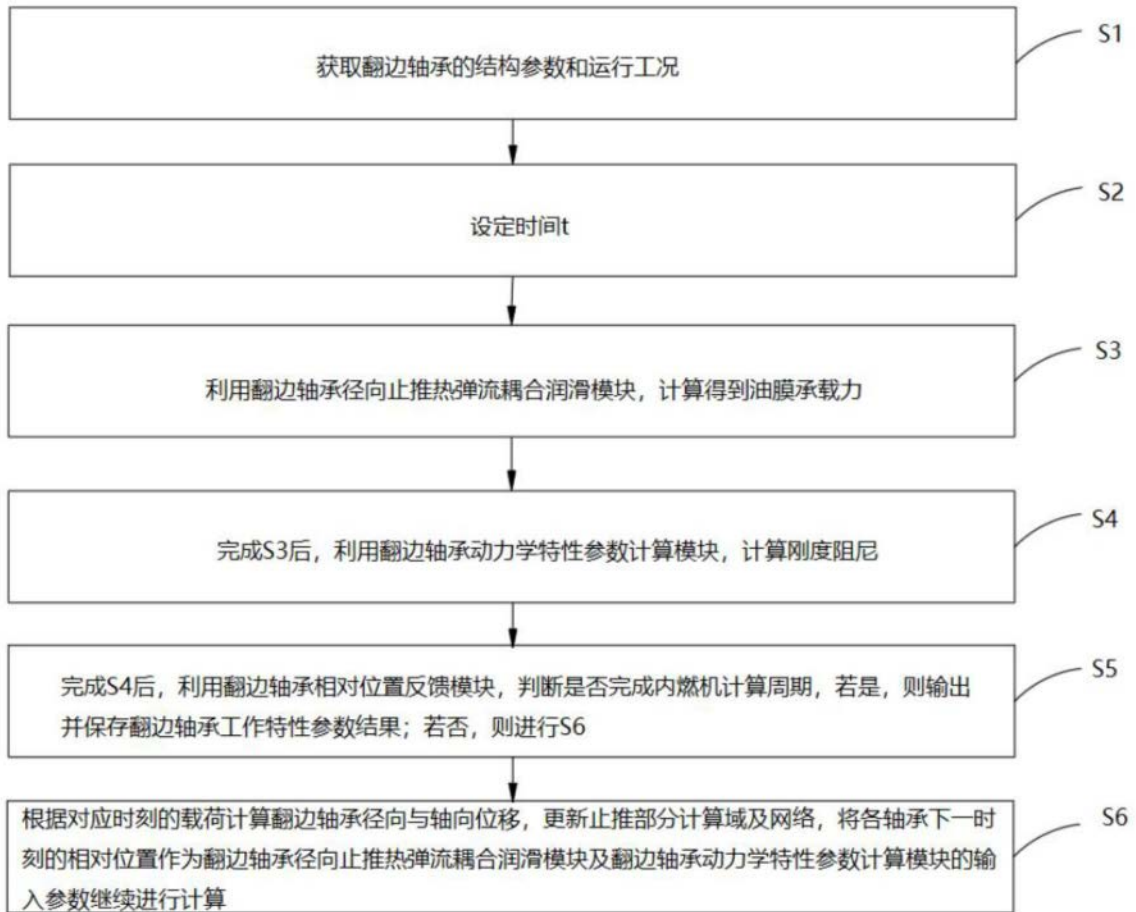 获取翻边轴承的结构参数和运行工况
S1
设定时间t
S2
利用翻边轴承径向止推热弹流耦合润滑模块，计算得到油膜承载力
S3
完成S3后，利用翻边轴承动力学特性参数计算模块，计算刚度阻尼
S4
完成S4后，利用翻边轴承相对位置反馈模块，判断是否完成内燃机计算周期，若是，则输出
并保存翻边轴承工作特性参数结果；若否，则进行S6
S5
根据对应时刻的载荷计算翻边轴承径向与轴向位移，更新止推部分计算域及网络，将各轴承下一时
刻的相对位置作为翻边轴承径向止推热弹流耦合润滑模块及翻边轴承动力学特性参数计算模块的输
入参数继续进行计算
S6